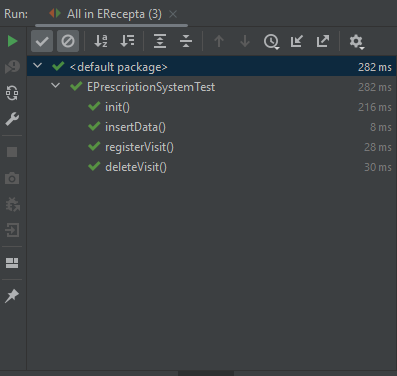 Run: All in ERecepta (3)
<default package> 282 ms
EPrescriptionSystemTest 282 ms
init() 216 ms
insertData() 8 ms
registerVisit() 28 ms
deleteVisit() 30 ms